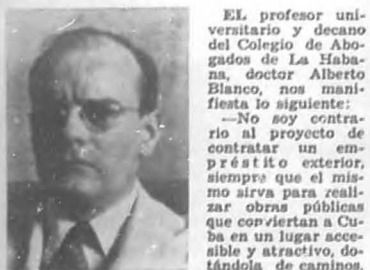 EL profesor uni-
versitario y decano
del Colegio de Abo-
gados de La Haba-
na, doctor Alberto
Blanco, nos mani-
fiesta lo siguiente:
—No soy contra-
rio al proyecto de
contratar un em-
préstito exterior,
siempre que el mis-
mo sirva para reali-
zar obras públicas
que conviertan a Cu-
ba en un lugar acce-
sible y atractivo, do-
tándola de caminos,